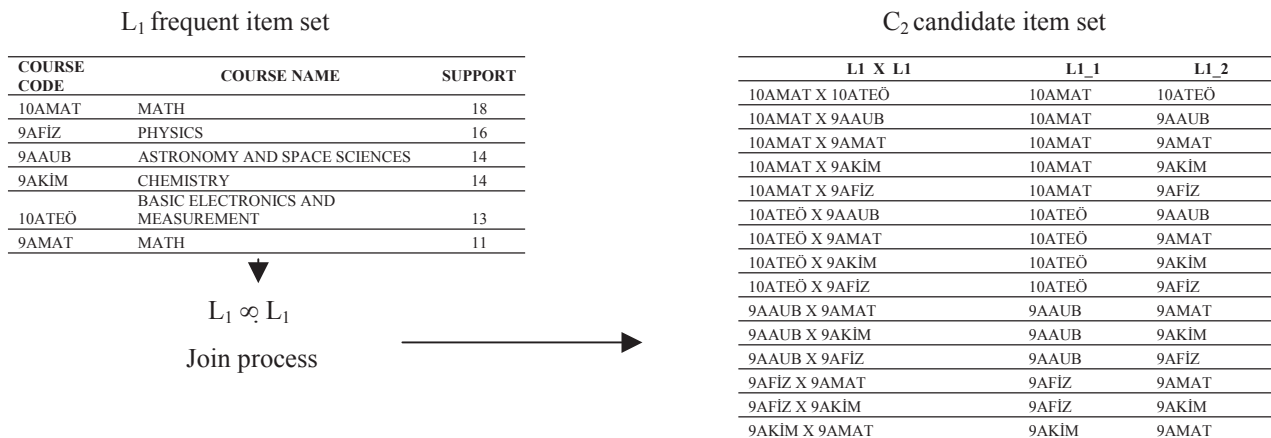 L1 frequent item set
COURSE CODE COURSE NAME SUPPORT
10AMAT MATH 18
9AFİZ PHYSICS 16
9AAUB ASTRONOMY AND SPACE SCIENCES 14
9AKİM CHEMISTRY 14
10ATEÖ BASIC ELECTRONICS AND MEASUREMENT 13
9AMAT MATH 11
L1 ∞ L1
Join process
C2 candidate item set
L1 X L1 L1_1 L1_2
10AMAT X 10ATEÖ 10AMAT 10ATEÖ
10AMAT X 9AAUB 10AMAT 9AAUB
10AMAT X 9AMAT 10AMAT 9AMAT
10AMAT X 9AKİM 10AMAT 9AKİM
10AMAT X 9AFİZ 10AMAT 9AFİZ
10ATEÖ X 9AAUB 10ATEÖ 9AAUB
10ATEÖ X 9AMAT 10ATEÖ 9AMAT
10ATEÖ X 9AKİM 10ATEÖ 9AKİM
10ATEÖ X 9AFİZ 10ATEÖ 9AFİZ
9AAUB X 9AMAT 9AAUB 9AMAT
9AAUB X 9AKİM 9AAUB 9AKİM
9AAUB X 9AFİZ 9AAUB 9AFİZ
9AFİZ X 9AMAT 9AFİZ 9AMAT
9AFİZ X 9AKİM 9AFİZ 9AKİM
9AKİM X 9AMAT 9AKİM 9AMAT